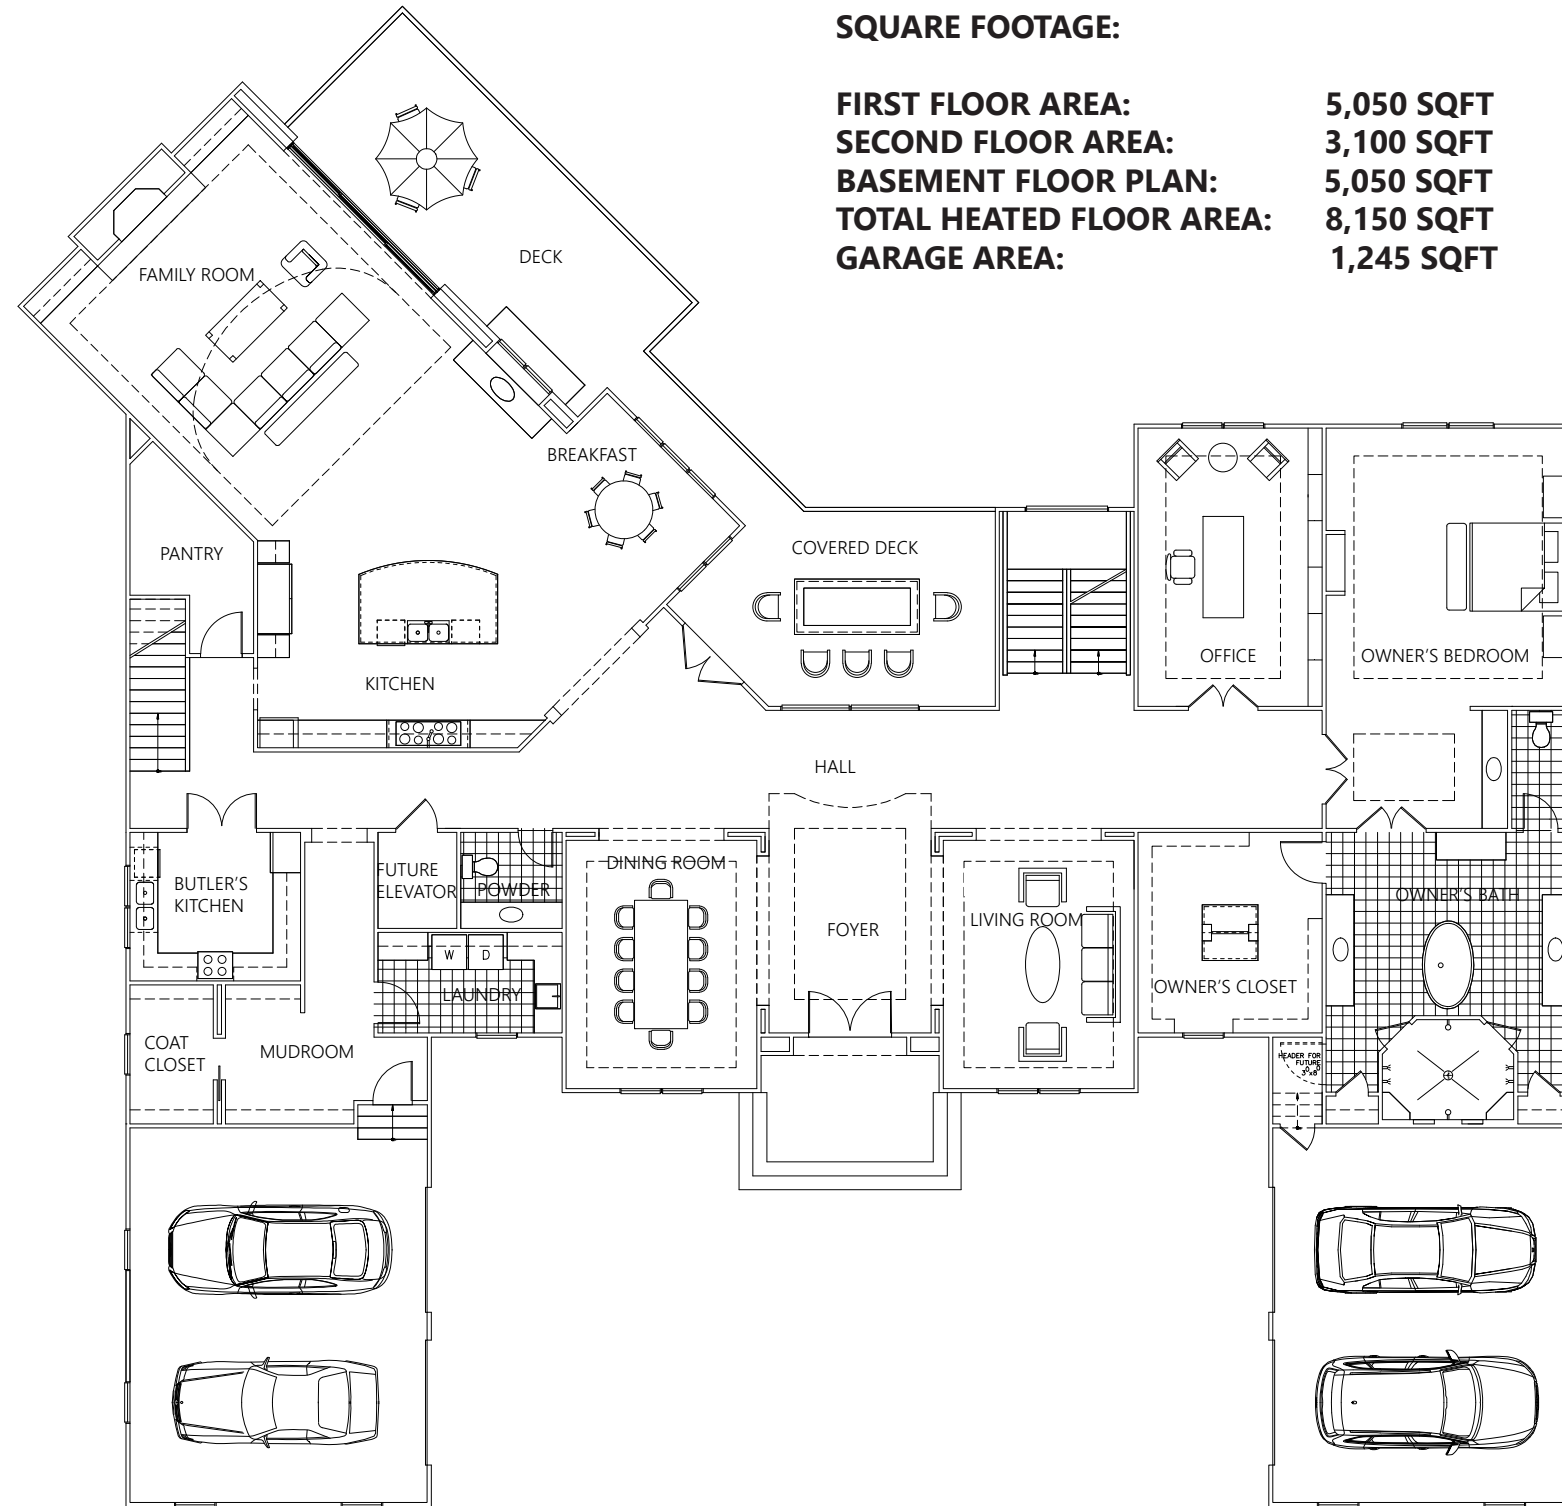 SQUARE FOOTAGE:
FIRST FLOOR AREA: 5,050 SQFT
SECOND FLOOR AREA: 3,100 SQFT
BASEMENT FLOOR PLAN: 5,050 SQFT
TOTAL HEATED FLOOR AREA: 8,150 SQFT
GARAGE AREA: 1,245 SQFT
DECK
FAMILY ROOM
BREAKFAST
PANTRY
COVERED DECK
OFFICE
OWNER'S BEDROOM
KITCHEN
HALL
DINING ROOM
FUTURE
ELEVATOR
POWDER
BUTLER'S
KITCHEN
OWNER'S BATH
LIVING ROOM
FOYER
W
D
LAUNDRY
OWNER'S CLOSET
COAT
CLOSET
MUDROOM
HEADER FOR
FUTURE